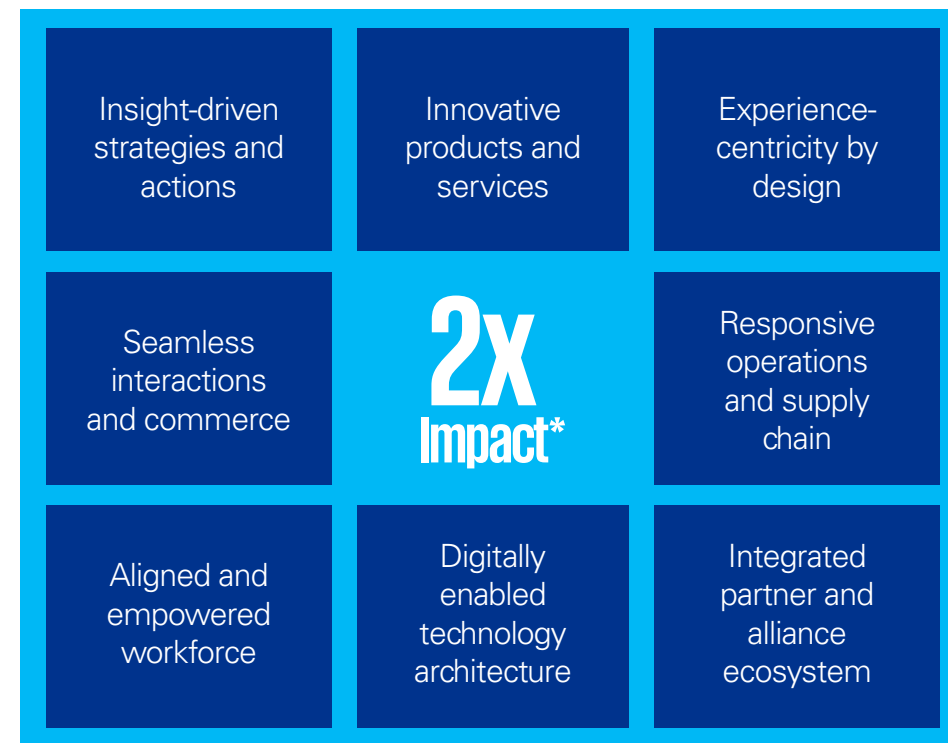 Insight-driven
strategies and
actions
Innovative
products and
services
Experience-
centricity by
design
Seamless
interactions
and commerce
2x
Impact*
Responsive
operations
and supply
chain
Aligned and
empowered
workforce
Digitally
enabled
technology
architecture
Integrated
partner and
alliance
ecosystem